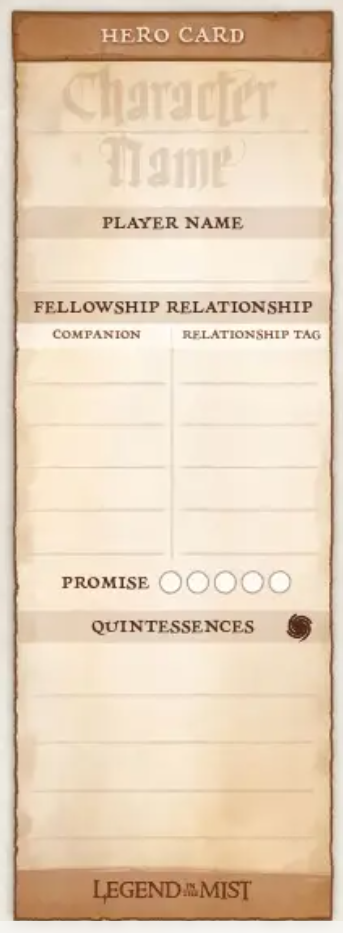 HERO CARD
Character
Name
PLAYER NAME
FELLOWSHIP RELATIONSHIP
COMPANION RELATIONSHIP TAG
PROMISE
QUINTESSENCES
LEGEND IN THE MIST